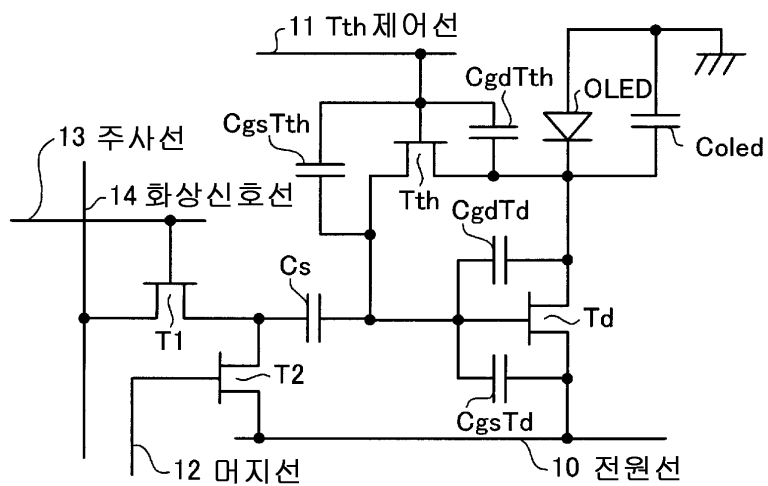 11 Tth 제어선
CgdTth
OLED
CgsTth
Coled
13 주사선
Tth
14 화상신호선
CgdTd
Cs
T1
Td
T2
CgsTd
12 머지선
10 전원선